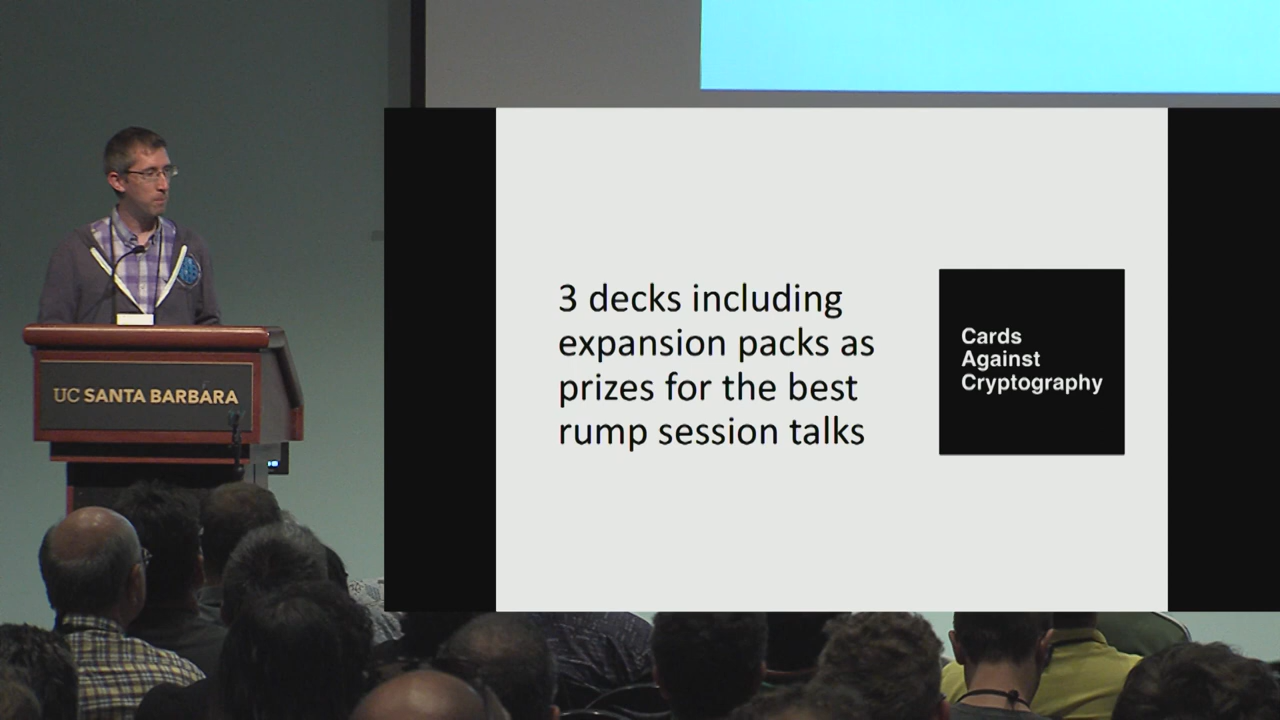 UC SANTA BARBARA
3 decks including
expansion packs as
prizes for the best
rump session talks
Cards
Against
Cryptography